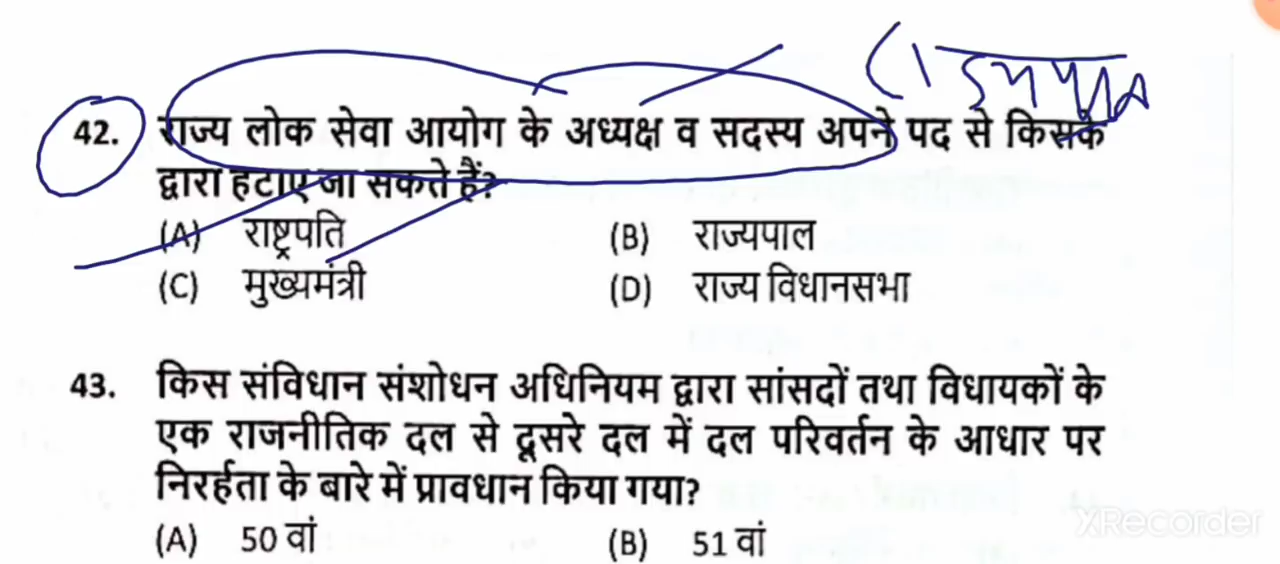 42. राज्य लोक सेवा आयोग के अध्यक्ष व सदस्य अपने पद से किसके
द्वारा हटाए जा सकते हैं?
(A) राष्ट्रपति (B) राज्यपाल
(C) मुख्यमंत्री (D) राज्य विधानसभा
43. किस संविधान संशोधन अधिनियम द्वारा सांसदों तथा विधायकों के
एक राजनीतिक दल से दूसरे दल में दल परिवर्तन के आधार पर
निरर्हता के बारे में प्रावधान किया गया?
(A) 50 वां (B) 51 वां
XRecorder